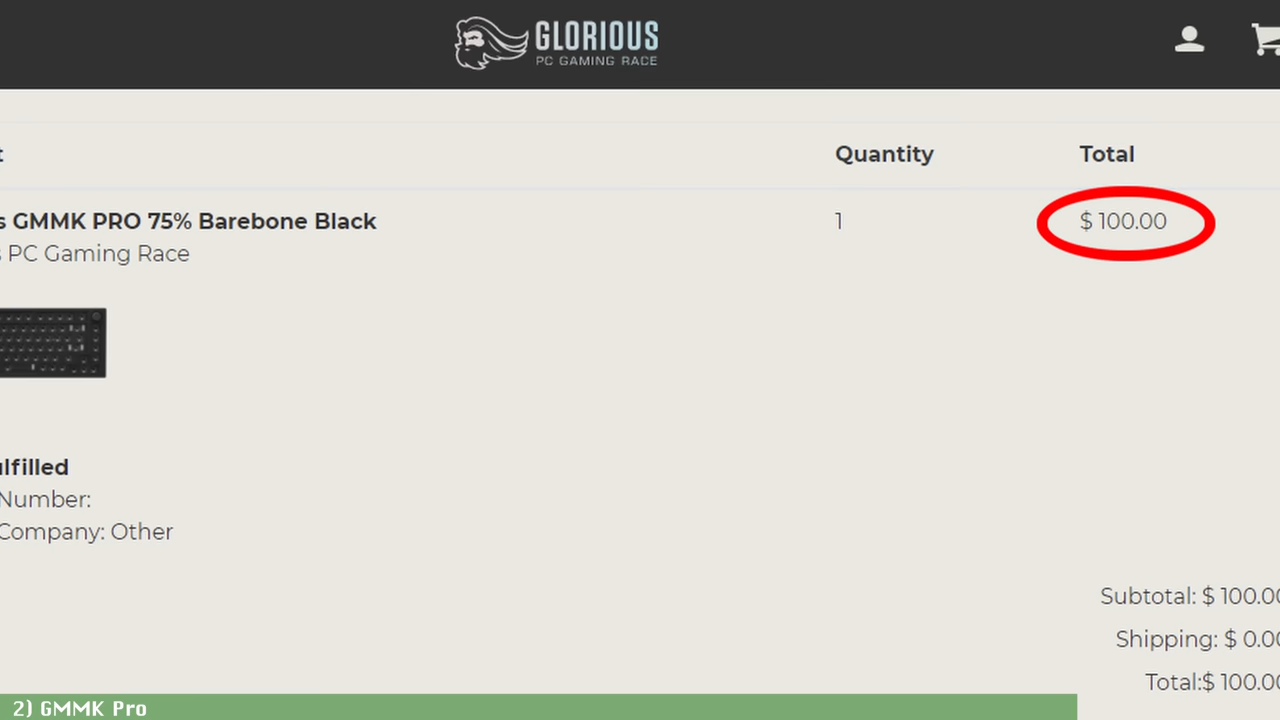 GLORIOUS
PC GAMING RACE
t Quantity Total
s GMMK PRO 75% Barebone Black 1 $ 100.00
s PC Gaming Race
lfilled
Number:
Company: Other
Subtotal: $ 100.00
Shipping: $ 0.00
Total:$ 100.00
2) GMMK Pro